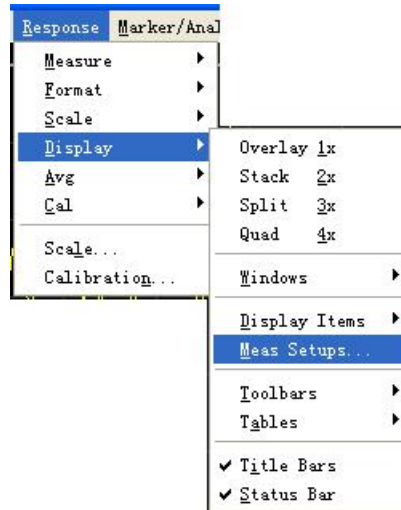 Response Marker/Anal
Measure
Format
Scale
Display
Avg
Cal
Scale...
Calibration...
Overlay 1x
Stack 2x
Split 3x
Quad 4x
Windows
Display Items
Meas Setups...
Toolbars
Tables
Title Bars
Status Bar